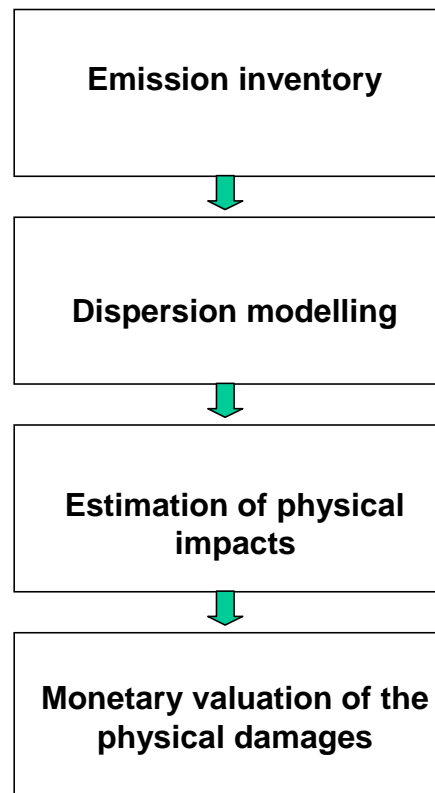 Emission inventory
Dispersion modelling
Estimation of physical
impacts
Monetary valuation of the
physical damages